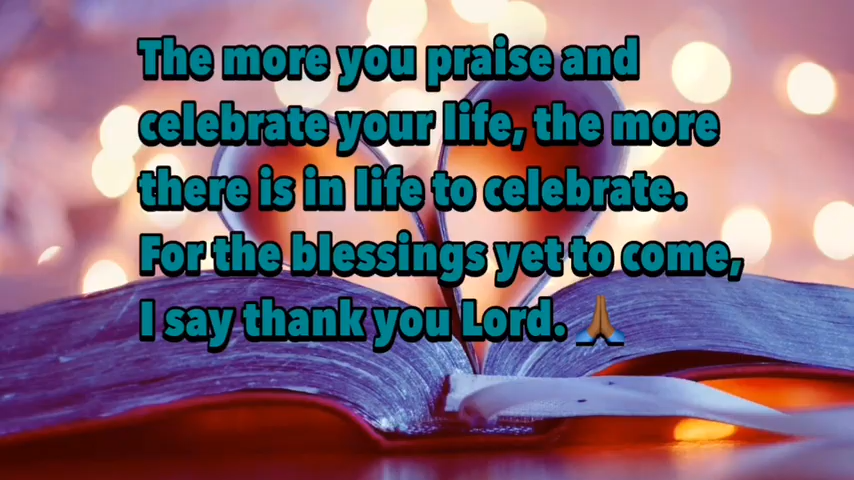 The more you praise and
celebrate your life, the more
there is in life to celebrate.
For the blessings yet to come,
I say thank you Lord. 🙏🏾